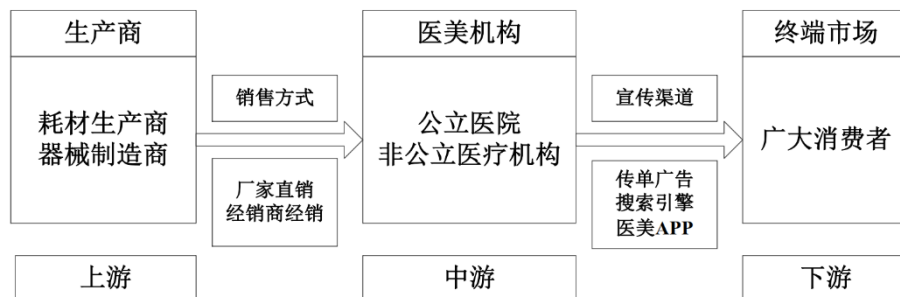 生产商
医美机构
终端市场
耗材生产商
器械制造商
销售方式
厂家直销
经销商经销
公立医院
非公立医疗机构
宣传渠道
传单广告
搜索引擎
医美APP
广大消费者
上游
中游
下游